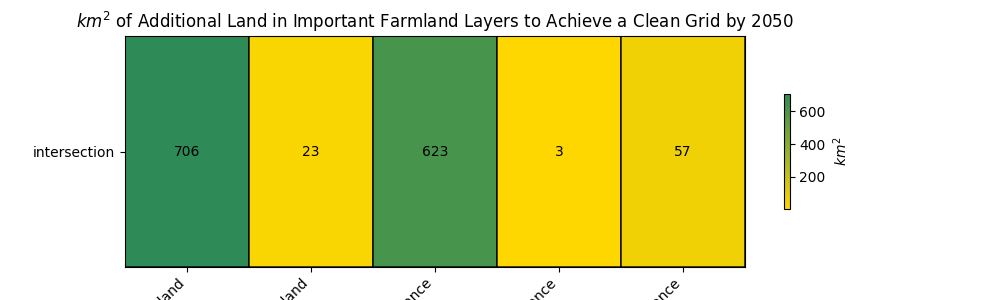 km² of Additional Land in Important Farmland Layers to Achieve a Clean Grid by 2050
intersection
706 23 623 3 57
600
400
200
km²